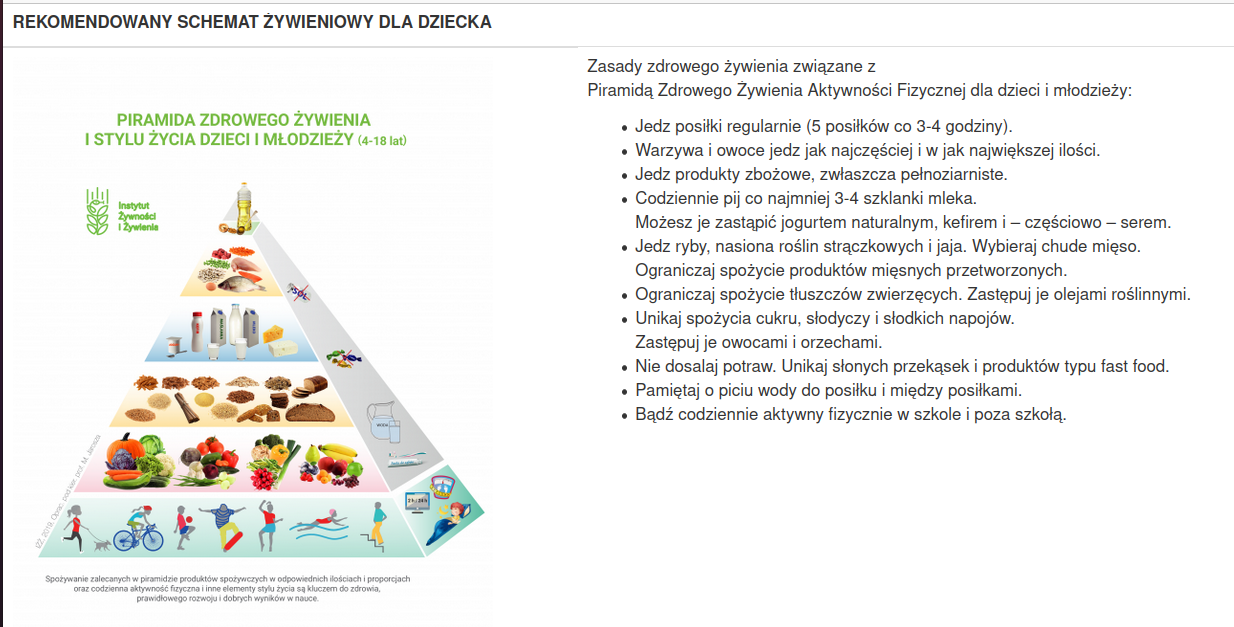 REKOMENDOWANY SCHEMAT ŻYWIENIOWY DLA DZIECKA
PIRAMIDA ZDROWEGO ŻYWIENIA
I STYLU ŻYCIA DZIECI I MŁODZIEŻY (4-18 lat)
Instytut
Żywności
i Żywienia
SÓL
WODA
IŻŻ 2019, Oprac. pod kier. prof. M. Jarosza
Spożywanie zalecanych w piramidzie produktów spożywczych w odpowiednich ilościach i proporcjach
oraz codzienna aktywność fizyczna i inne elementy stylu życia są kluczem do zdrowia,
prawidłowego rozwoju i dobrych wyników w nauce.
Zasady zdrowego żywienia związane z
Piramidą Zdrowego Żywienia Aktywności Fizycznej dla dzieci i młodzieży:
• Jedz posiłki regularnie (5 posiłków co 3-4 godziny).
• Warzywa i owoce jedz jak najczęściej i w jak największej ilości.
• Jedz produkty zbożowe, zwłaszcza pełnoziarniste.
• Codziennie pij co najmniej 3-4 szklanki mleka.
Możesz je zastąpić jogurtem naturalnym, kefirem i – częściowo – serem.
• Jedz ryby, nasiona roślin strączkowych i jaja. Wybieraj chude mięso.
Ograniczaj spożycie produktów mięsnych przetworzonych.
• Ograniczaj spożycie tłuszczów zwierzęcych. Zastępuj je olejami roślinnymi.
• Unikaj spożycia cukru, słodyczy i słodkich napojów.
Zastępuj je owocami i orzechami.
• Nie dosalaj potraw. Unikaj słonych przekąsek i produktów typu fast food.
• Pamiętaj o piciu wody do posiłku i między posiłkami.
• Bądź codziennie aktywny fizycznie w szkole i poza szkołą.